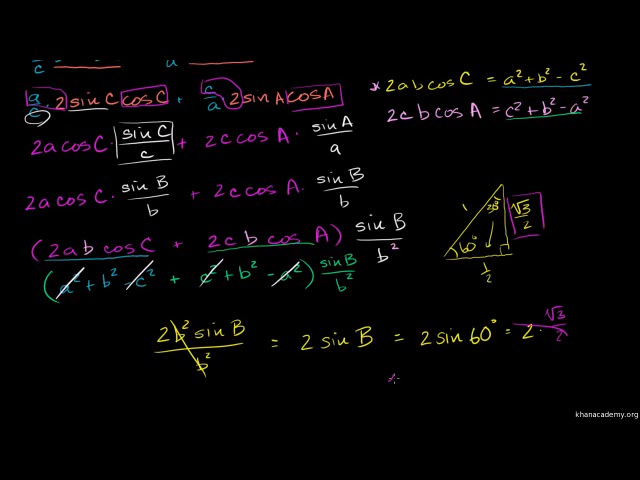 c a
a/c · 2 sin C cos C + c/a 2 sin A cos A
* 2ab cos C = a² + b² - c²
2cb cos A = c² + b² - a²
2a cos C · sin C/c + 2c cos A · sin A/a
2a cos C · sin B/b + 2c cos A · sin B/b
(2ab cos C + 2cb cos A) sin B/b²
(a² + b² - c² + c² + b² - a²) sin B/b²
1 30° √3/2
60°
1/2
2b² sin B/b² = 2 sin B = 2 sin 60° = 2 · √3/2
khanacademy.org